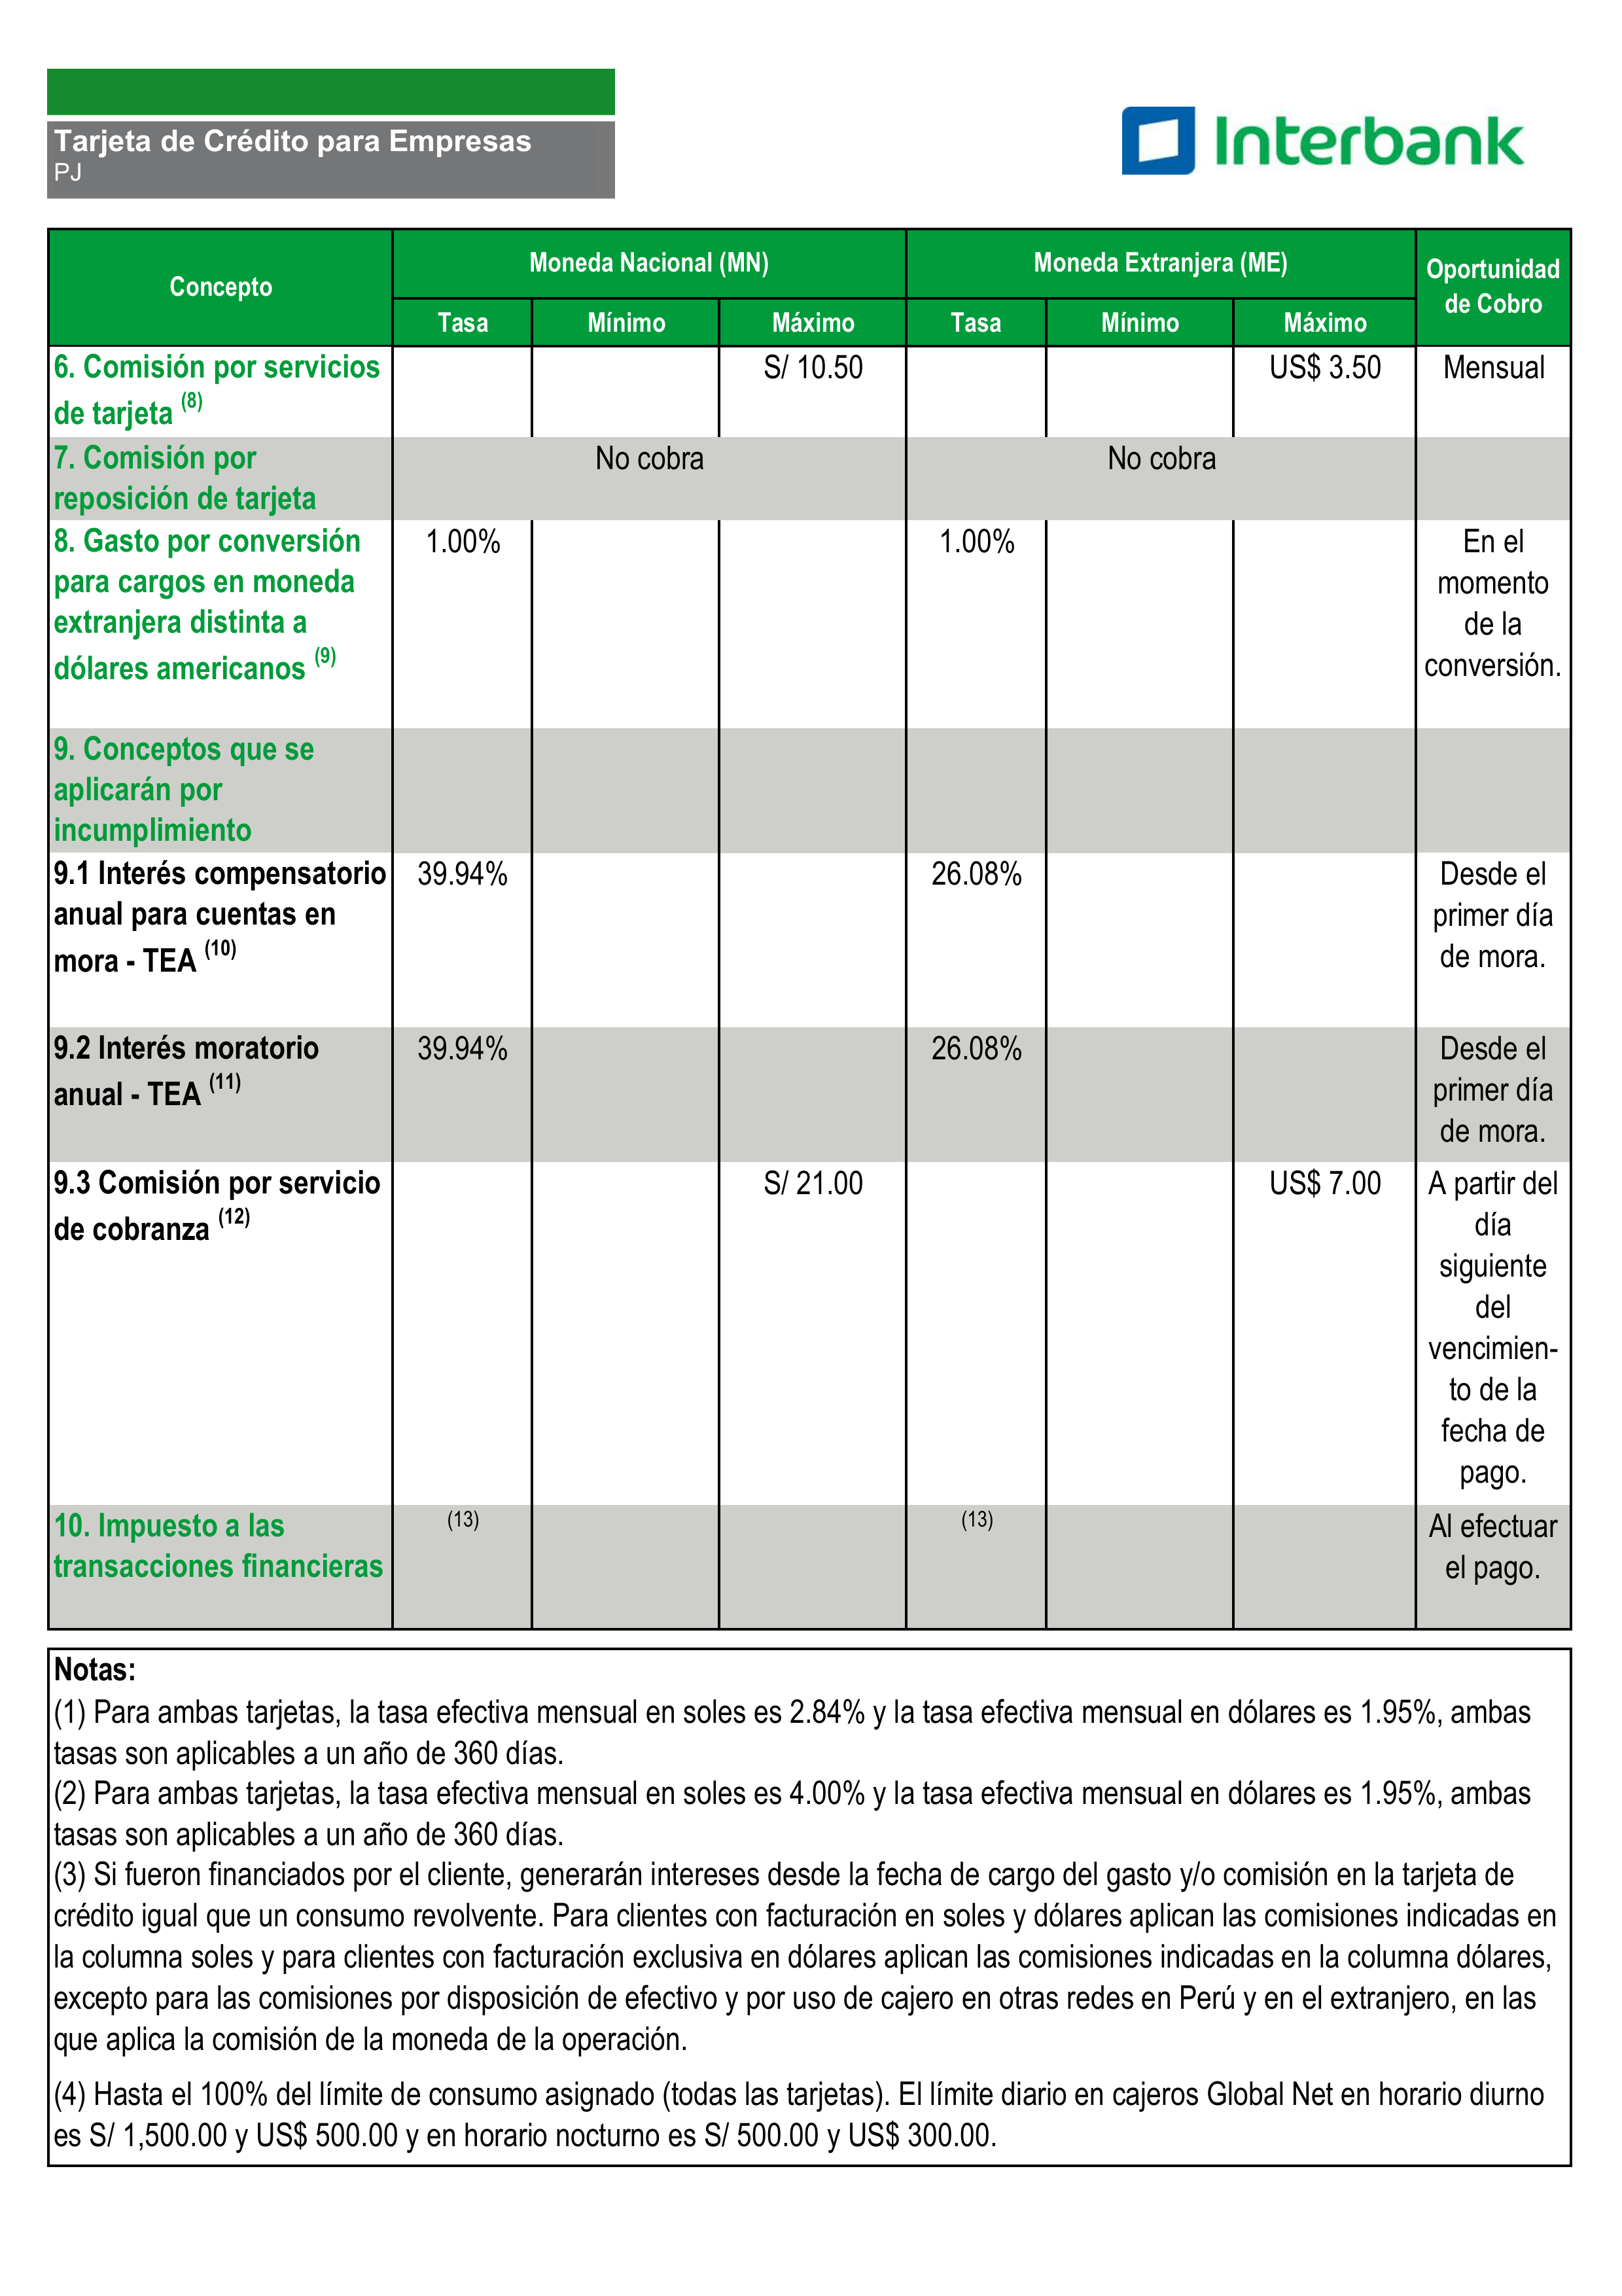 Tarjeta de Crédito para Empresas
PJ
Interbank
Concepto
Moneda Nacional (MN)
Moneda Extranjera (ME)
Oportunidad
de Cobro
Tasa
Mínimo
Máximo
Tasa
Mínimo
Máximo
6. Comisión por servicios
de tarjeta (8)
S/ 10.50
US$ 3.50
Mensual
7. Comisión por
reposición de tarjeta
No cobra
No cobra
8. Gasto por conversión
para cargos en moneda
extranjera distinta a
dólares americanos (9)
1.00%
1.00%
En el
momento
de la
conversión.
9. Conceptos que se
aplicarán por
incumplimiento
9.1 Interés compensatorio
anual para cuentas en
mora - TEA (10)
39.94%
26.08%
Desde el
primer día
de mora.
9.2 Interés moratorio
anual - TEA (11)
39.94%
26.08%
Desde el
primer día
de mora.
9.3 Comisión por servicio
de cobranza (12)
S/ 21.00
US$ 7.00
A partir del
día
siguiente
del
vencimien-
to de la
fecha de
pago.
10. Impuesto a las
transacciones financieras
(13)
(13)
Al efectuar
el pago.
Notas:
(1) Para ambas tarjetas, la tasa efectiva mensual en soles es 2.84% y la tasa efectiva mensual en dólares es 1.95%, ambas
tasas son aplicables a un año de 360 días.
(2) Para ambas tarjetas, la tasa efectiva mensual en soles es 4.00% y la tasa efectiva mensual en dólares es 1.95%, ambas
tasas son aplicables a un año de 360 días.
(3) Si fueron financiados por el cliente, generarán intereses desde la fecha de cargo del gasto y/o comisión en la tarjeta de
crédito igual que un consumo revolvente. Para clientes con facturación en soles y dólares aplican las comisiones indicadas en
la columna soles y para clientes con facturación exclusiva en dólares aplican las comisiones indicadas en la columna dólares,
excepto para las comisiones por disposición de efectivo y por uso de cajero en otras redes en Perú y en el extranjero, en las
que aplica la comisión de la moneda de la operación.
(4) Hasta el 100% del límite de consumo asignado (todas las tarjetas). El límite diario en cajeros Global Net en horario diurno
es S/ 1,500.00 y US$ 500.00 y en horario nocturno es S/ 500.00 y US$ 300.00.